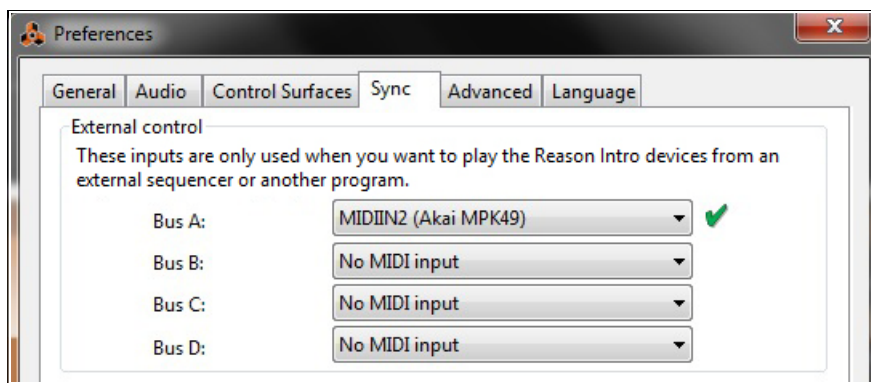 Preferences
General Audio Control Surfaces Sync Advanced Language
External control
These inputs are only used when you want to play the Reason Intro devices from an
external sequencer or another program.
Bus A: MIDIIN2 (Akai MPK49)
Bus B: No MIDI input
Bus C: No MIDI input
Bus D: No MIDI input